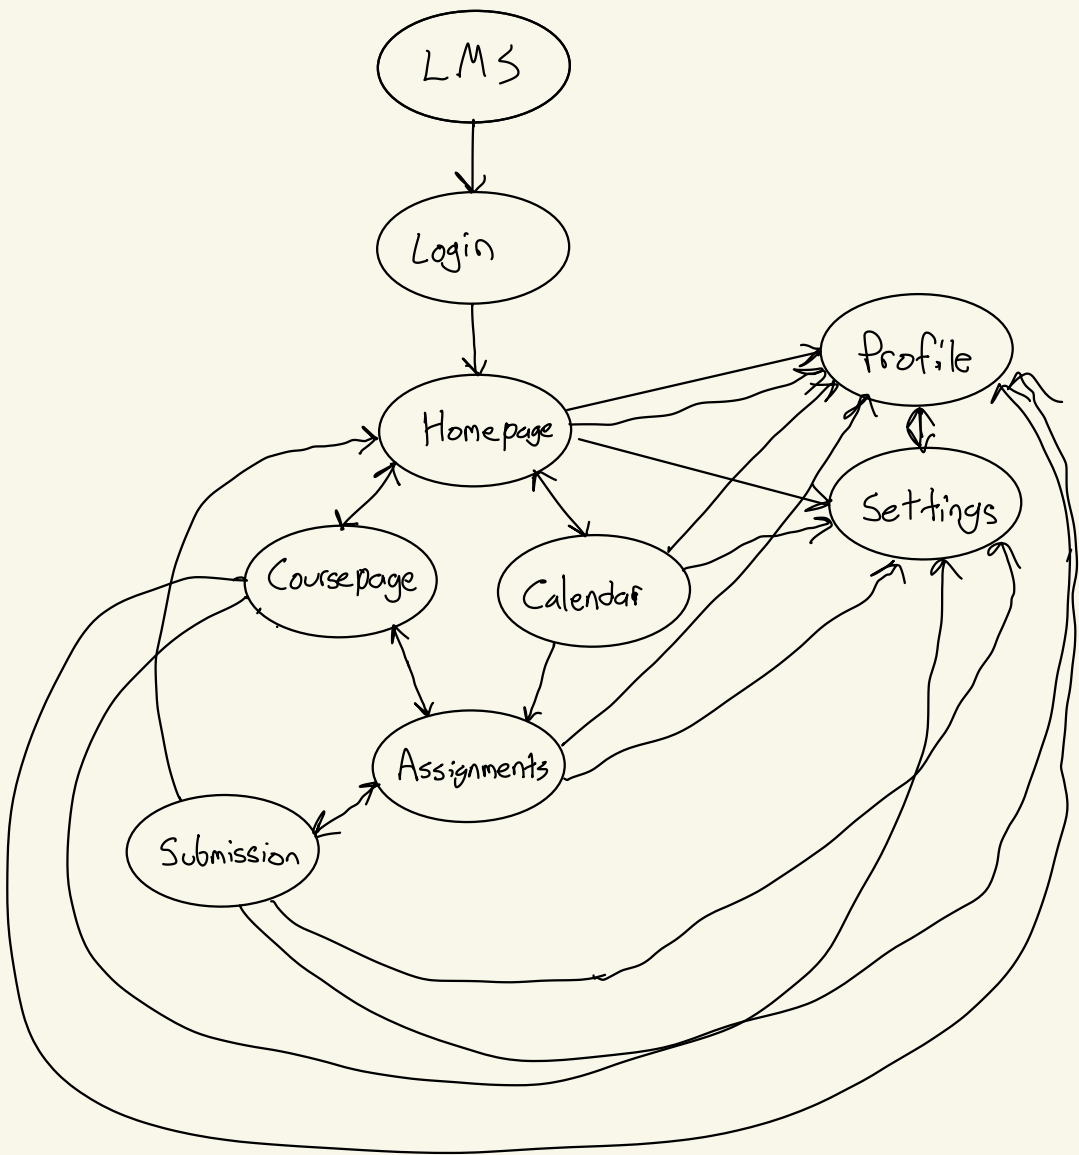 LMS
Login
Profile
Homepage
Settings
Coursepage
Calendar
Assignments
Submission